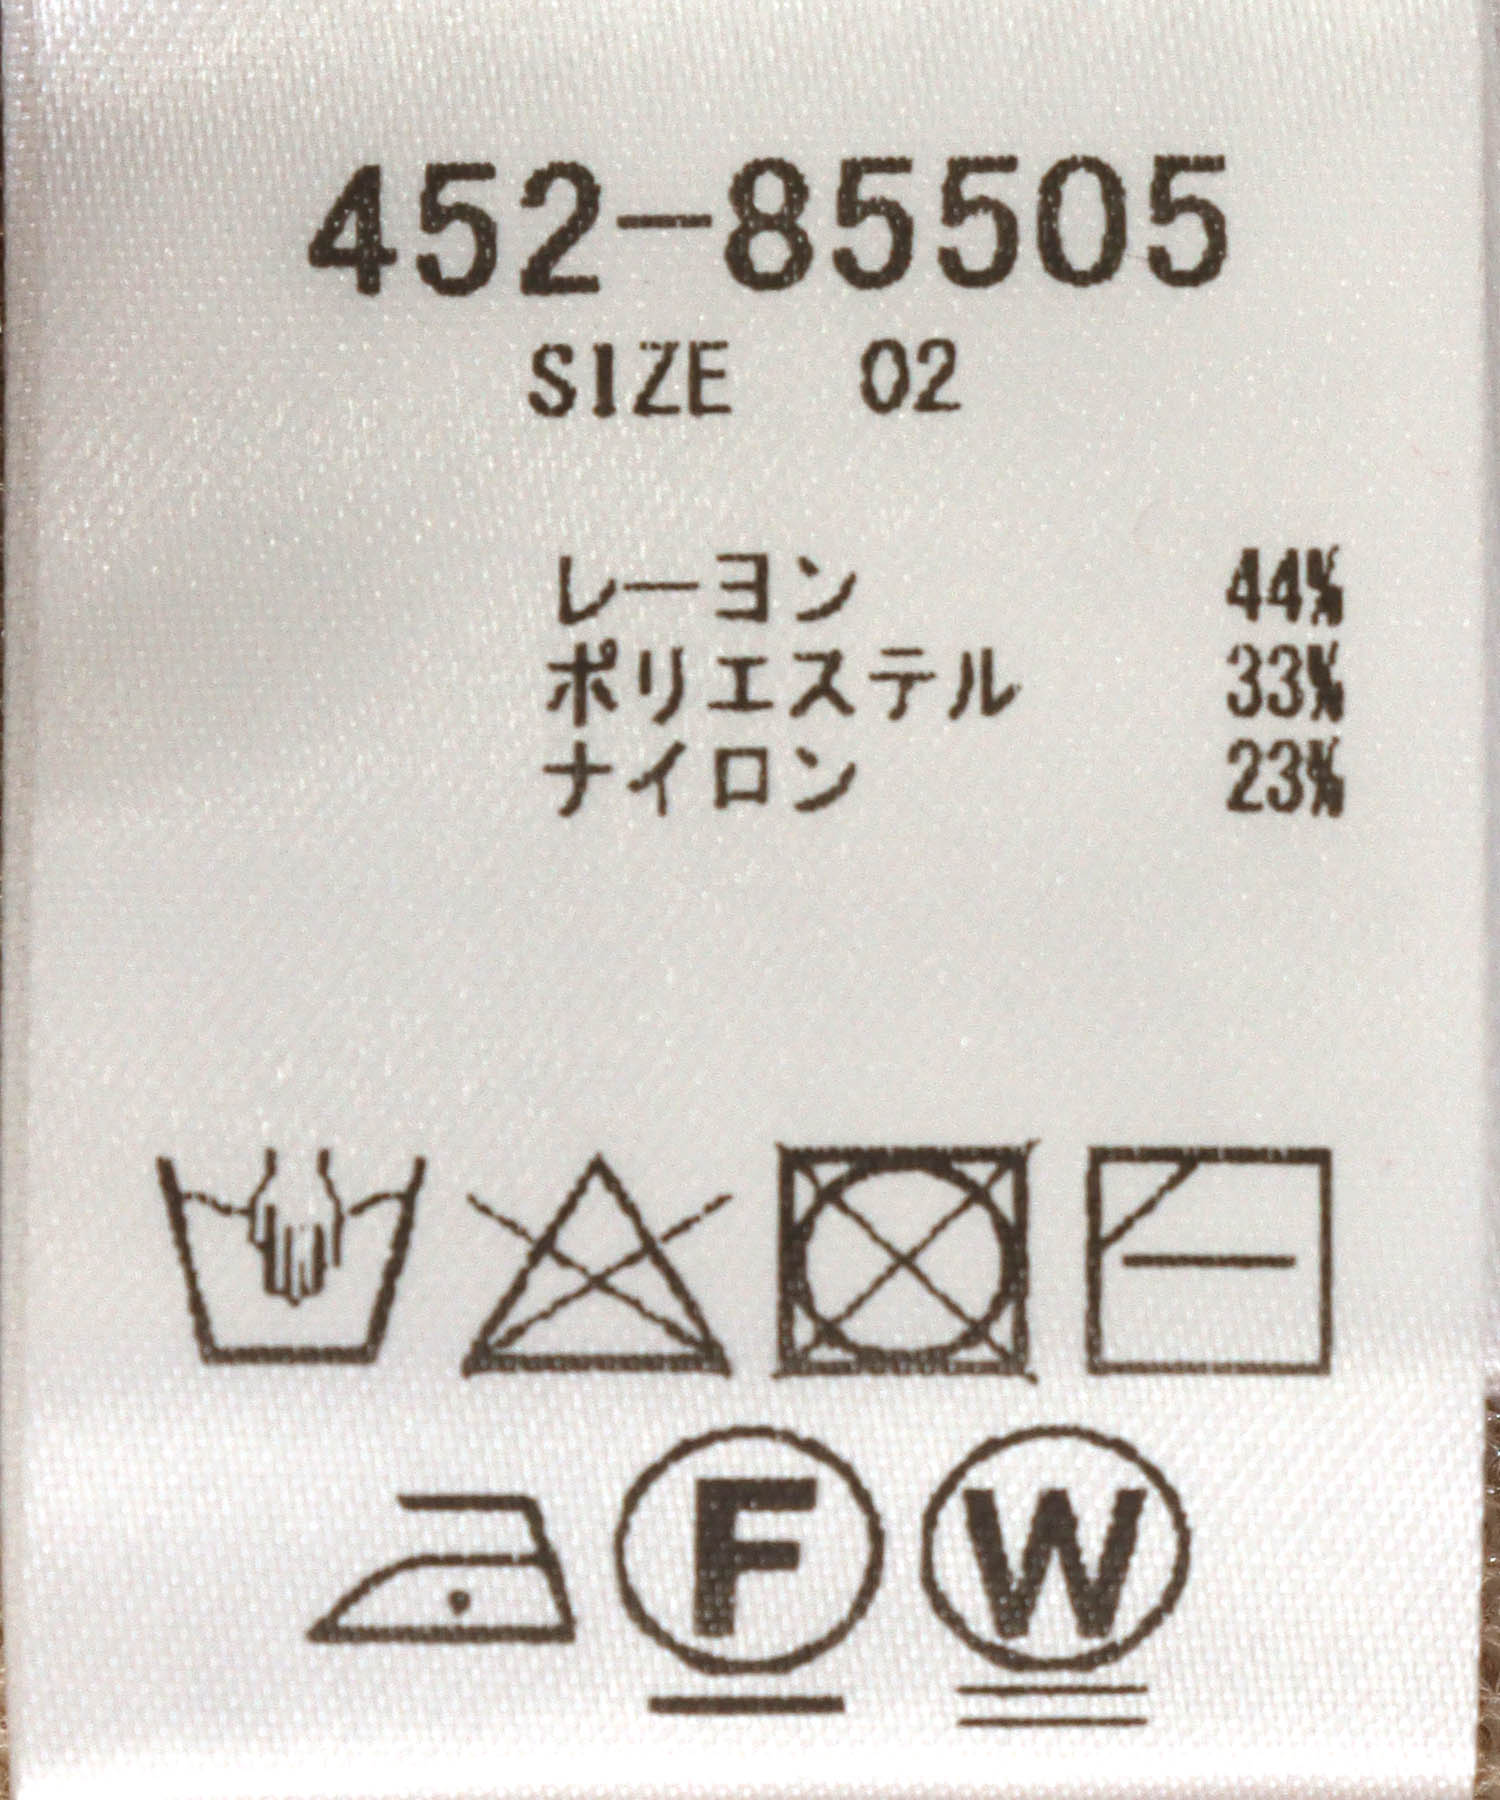 452-85505
SIZE 02
レーヨン 44%
ポリエステル 33%
ナイロン 23%
F W